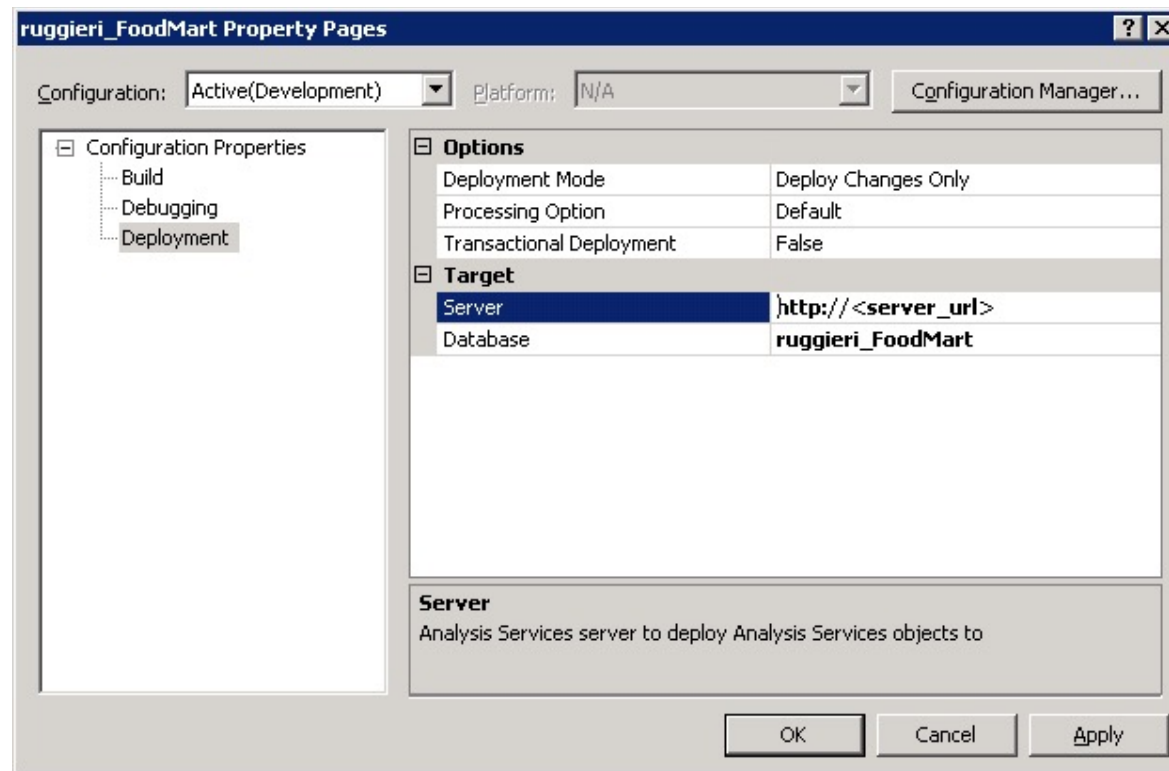 ruggieri_FoodMart Property Pages
Configuration: Active(Development) Platform: N/A Configuration Manager...
Configuration Properties
Build
Debugging
Deployment
Options
Deployment Mode Deploy Changes Only
Processing Option Default
Transactional Deployment False
Target
Server http://<server_url>
Database ruggieri_FoodMart
Server
Analysis Services server to deploy Analysis Services objects to
OK Cancel Apply